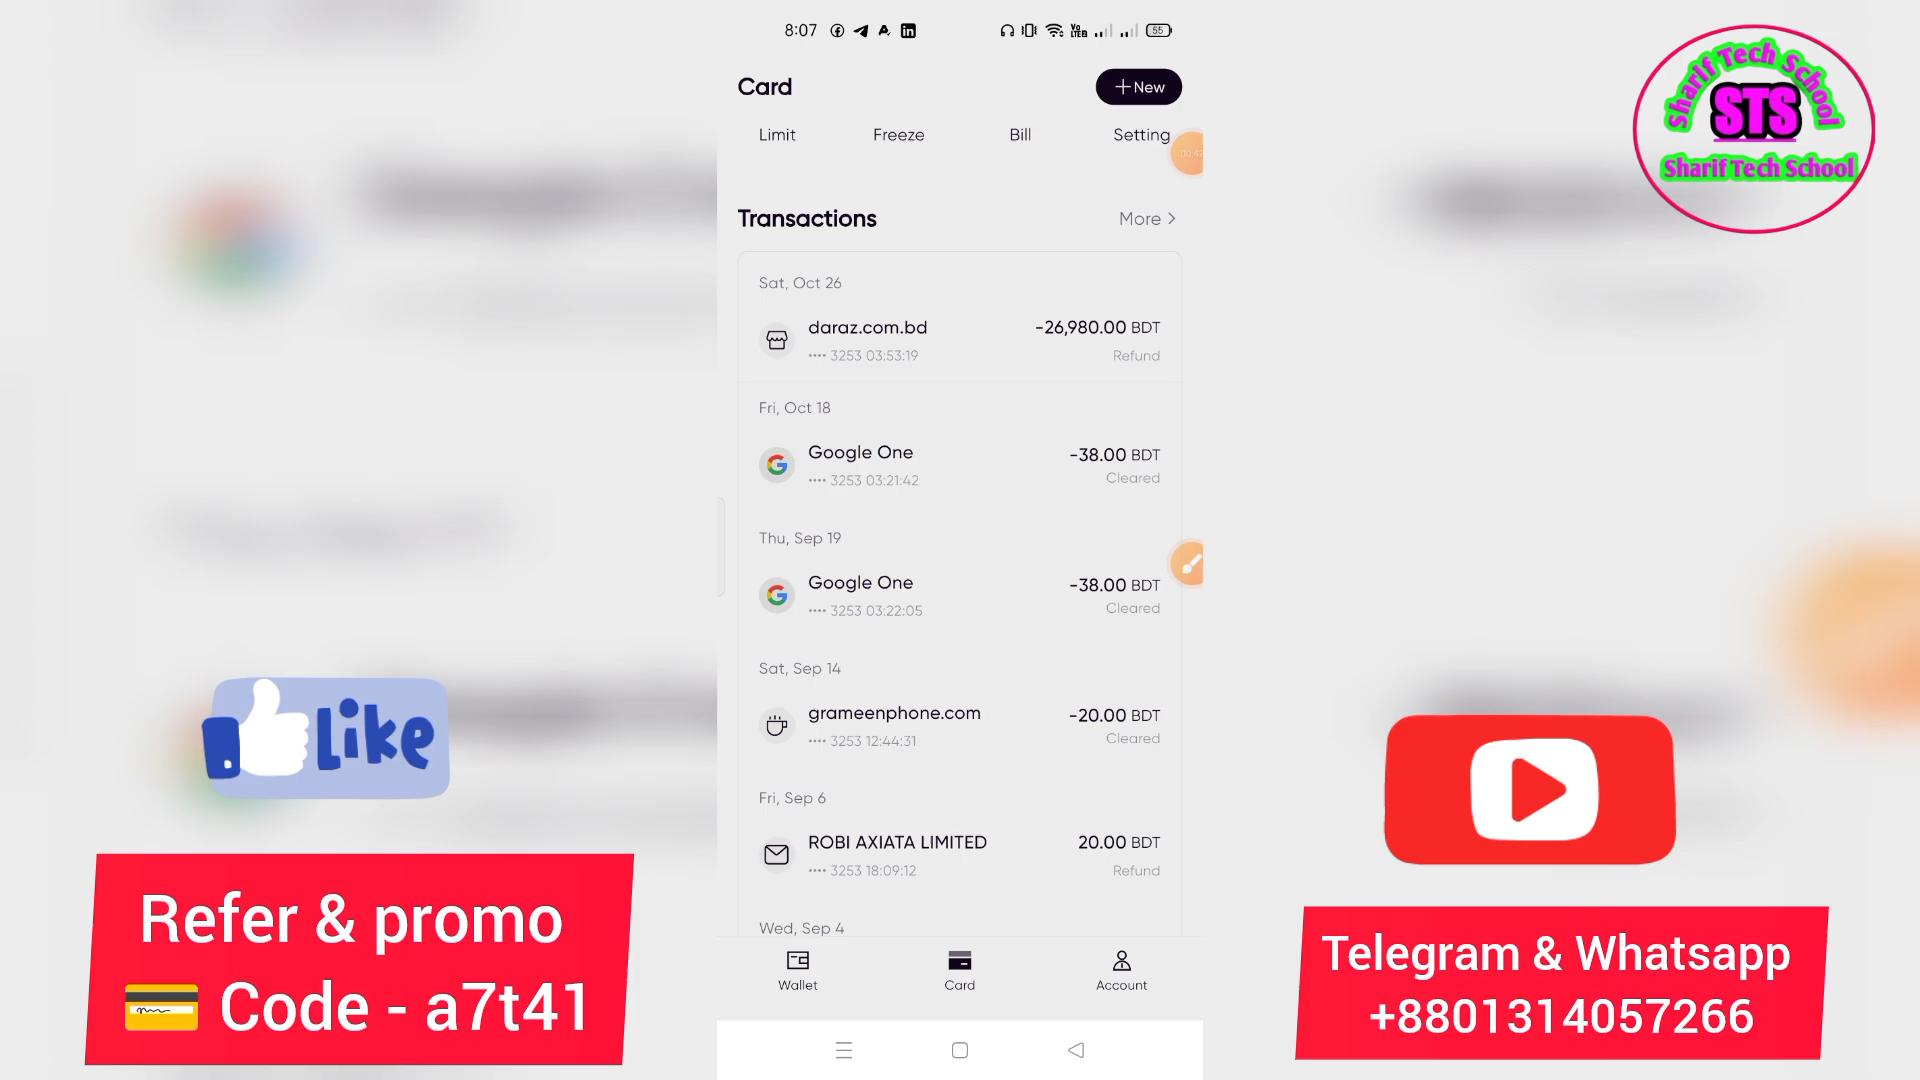 8:07
55
Card
+ New
Limit
Freeze
Bill
Setting
00:42
Transactions
More >
Sat, Oct 26
daraz.com.bd
-26,980.00 BDT
•••• 3253 03:53:19
Refund
Fri, Oct 18
Google One
-38.00 BDT
•••• 3253 03:21:42
Cleared
Thu, Sep 19
Google One
-38.00 BDT
•••• 3253 03:22:05
Cleared
Sat, Sep 14
grameenphone.com
-20.00 BDT
•••• 3253 12:44:31
Cleared
Fri, Sep 6
ROBI AXIATA LIMITED
20.00 BDT
•••• 3253 18:09:12
Refund
Wed, Sep 4
Wallet
Card
Account
Sharif Tech School
STS
Sharif Tech School
Like
Refer & promo
Code - a7t41
Telegram & Whatsapp
+8801314057266